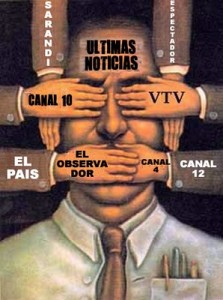 SARANDI
ESPECTADOR
ULTIMAS
NOTICIAS
CANAL 10
VTV
EL
PAIS
EL
OBSERVA
DOR
CANAL
4
CANAL
12